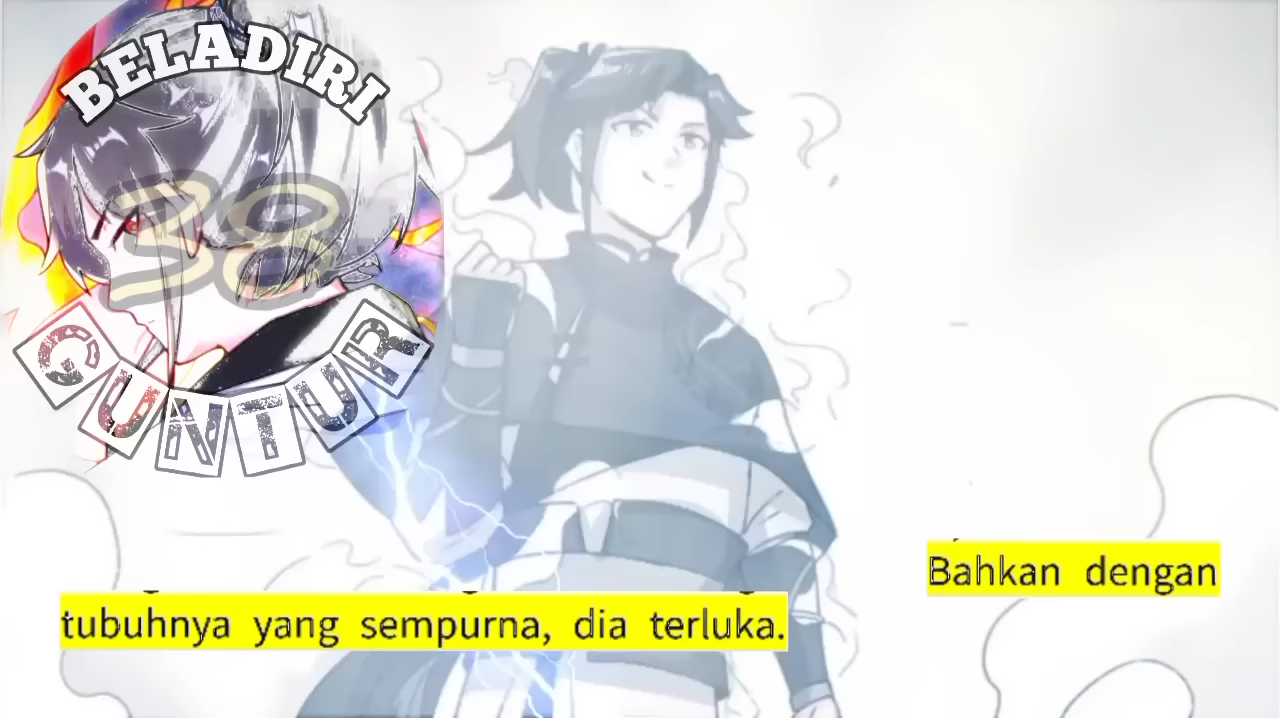 BELADIRI
38
GUNTUR
Bahkan dengan
tubuhnya yang sempurna, dia terluka.